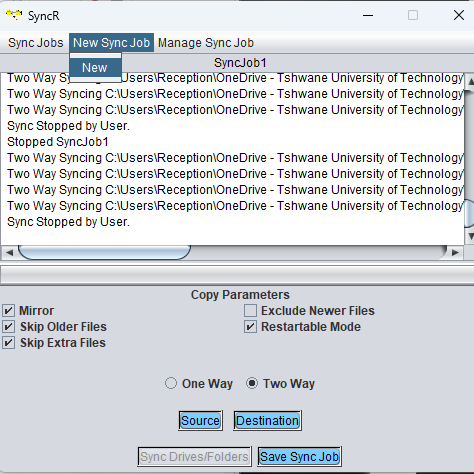 SyncR
Sync Jobs New Sync Job Manage Sync Job
New
SyncJob1
Two Way Syncing C:\Users\Reception\OneDrive - Tshwane University of Technology
Two Way Syncing C:\Users\Reception\OneDrive - Tshwane University of Technology
Two Way Syncing C:\Users\Reception\OneDrive - Tshwane University of Technology
Sync Stopped by User.
Stopped SyncJob1
Two Way Syncing C:\Users\Reception\OneDrive - Tshwane University of Technology
Two Way Syncing C:\Users\Reception\OneDrive - Tshwane University of Technology
Two Way Syncing C:\Users\Reception\OneDrive - Tshwane University of Technology
Two Way Syncing C:\Users\Reception\OneDrive - Tshwane University of Technology
Sync Stopped by User.
Copy Parameters
Mirror Exclude Newer Files
Skip Older Files Restartable Mode
Skip Extra Files
One Way Two Way
Source Destination
Sync Drives/Folders Save Sync Job